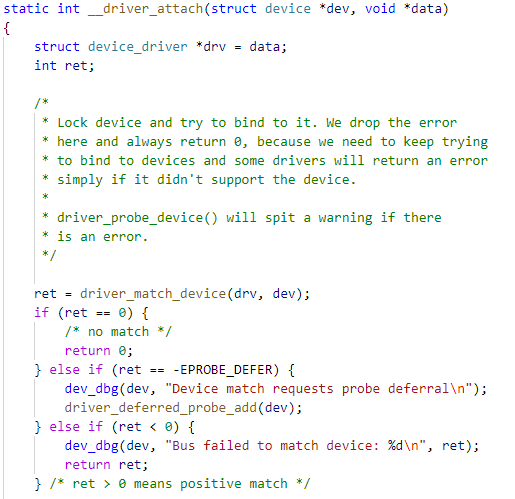 static int __driver_attach(struct device *dev, void *data)
{
    struct device_driver *drv = data;
    int ret;
    /*
     * Lock device and try to bind to it. We drop the error
     * here and always return 0, because we need to keep trying
     * to bind to devices and some drivers will return an error
     * simply if it didn't support the device.
     *
     * driver_probe_device() will spit a warning if there
     * is an error.
     */
    ret = driver_match_device(drv, dev);
    if (ret == 0) {
        /* no match */
        return 0;
    } else if (ret == -EPROBE_DEFER) {
        dev_dbg(dev, "Device match requests probe deferral\n");
        driver_deferred_probe_add(dev);
    } else if (ret < 0) {
        dev_dbg(dev, "Bus failed to match device: %d\n", ret);
        return ret;
    } /* ret > 0 means positive match */